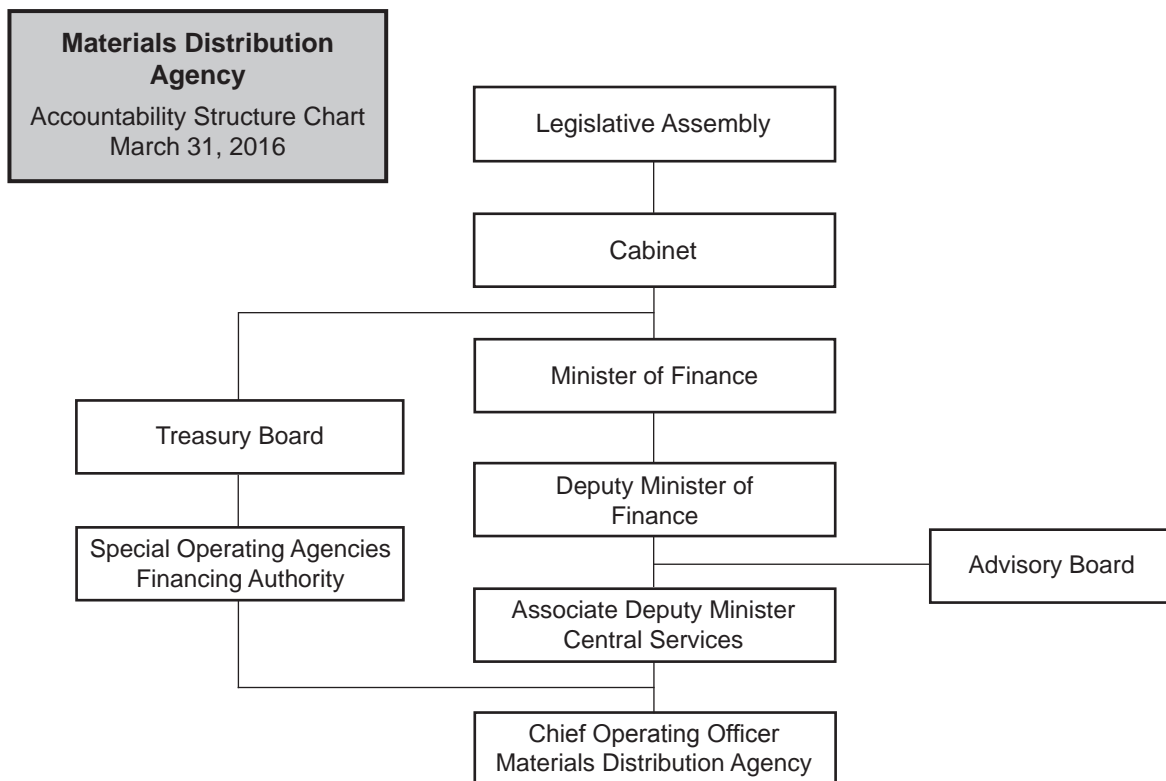 Materials Distribution
Agency
Accountability Structure Chart
March 31, 2016
Legislative Assembly
Cabinet
Minister of Finance
Treasury Board
Deputy Minister of
Finance
Special Operating Agencies
Financing Authority
Advisory Board
Associate Deputy Minister
Central Services
Chief Operating Officer
Materials Distribution Agency